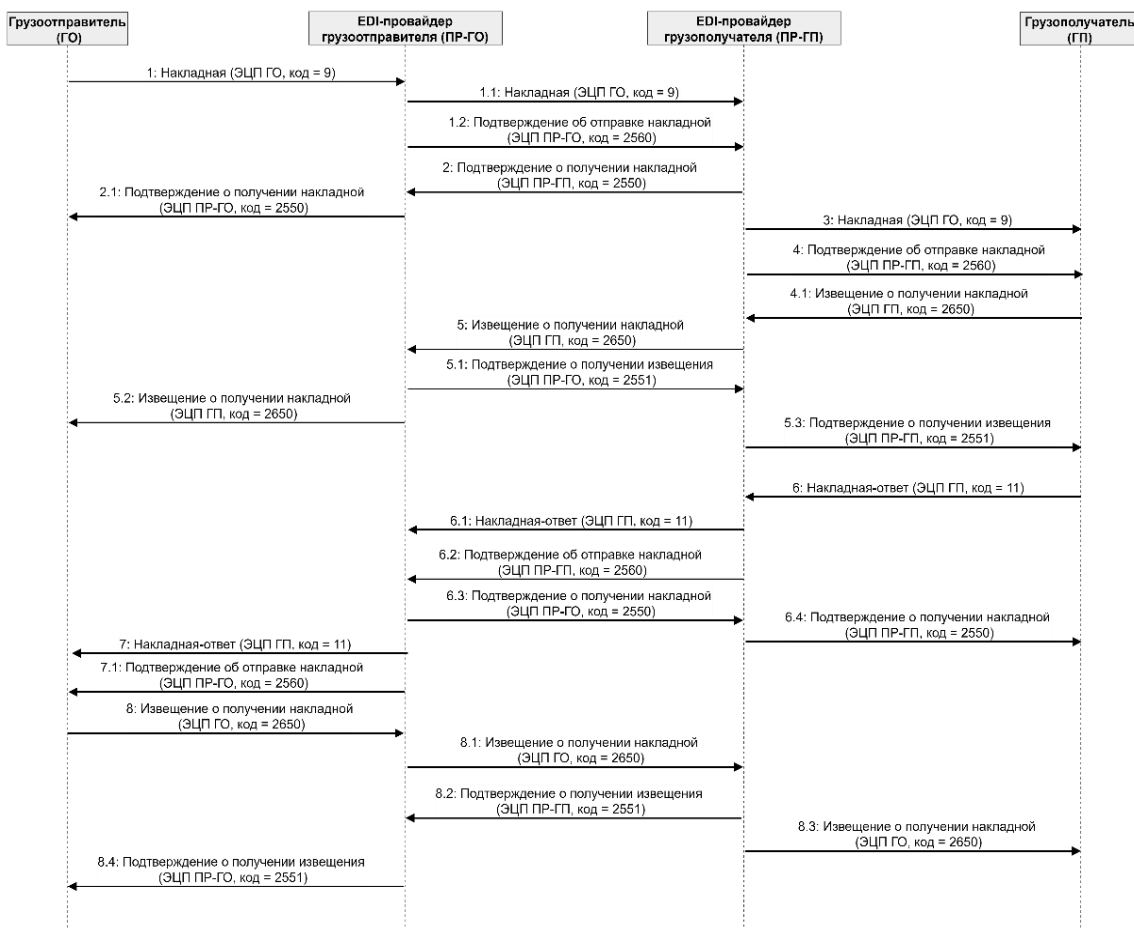 Грузоотправитель
(ГО)
EDI-провайдер
грузоотправителя (ПР-ГО)
EDI-провайдер
грузополучателя (ПР-ГП)
Грузополучатель
(ГП)
1: Накладная (ЭЦП ГО, код = 9)
1.1: Накладная (ЭЦП ГО, код = 9)
1.2: Подтверждение об отправке накладной
(ЭЦП ПР-ГО, код = 2560)
2: Подтверждение о получении накладной
(ЭЦП ПР-ГП, код = 2550)
2.1: Подтверждение о получении накладной
(ЭЦП ПР-ГО, код = 2550)
3: Накладная (ЭЦП ГО, код = 9)
4: Подтверждение об отправке накладной
(ЭЦП ПР-ГП, код = 2560)
4.1: Извещение о получении накладной
(ЭЦП ГП, код = 2650)
5: Извещение о получении накладной
(ЭЦП ГП, код = 2650)
5.1: Подтверждение о получении извещения
(ЭЦП ПР-ГО, код = 2551)
5.2: Извещение о получении накладной
(ЭЦП ГП, код = 2650)
5.3: Подтверждение о получении извещения
(ЭЦП ПР-ГП, код = 2551)
6: Накладная-ответ (ЭЦП ГП, код = 11)
6.1: Накладная-ответ (ЭЦП ГП, код = 11)
6.2: Подтверждение об отправке накладной
(ЭЦП ПР-ГП, код = 2560)
6.3: Подтверждение о получении накладной
(ЭЦП ПР-ГО, код = 2550)
6.4: Подтверждение о получении накладной
(ЭЦП ПР-ГП, код = 2550)
7: Накладная-ответ (ЭЦП ГП, код = 11)
7.1: Подтверждение об отправке накладной
(ЭЦП ПР-ГО, код = 2560)
8: Извещение о получении накладной
(ЭЦП ГО, код = 2650)
8.1: Извещение о получении накладной
(ЭЦП ГО, код = 2650)
8.2: Подтверждение о получении извещения
(ЭЦП ПР-ГП, код = 2551)
8.3: Извещение о получении накладной
(ЭЦП ГО, код = 2650)
8.4: Подтверждение о получении извещения
(ЭЦП ПР-ГО, код = 2551)